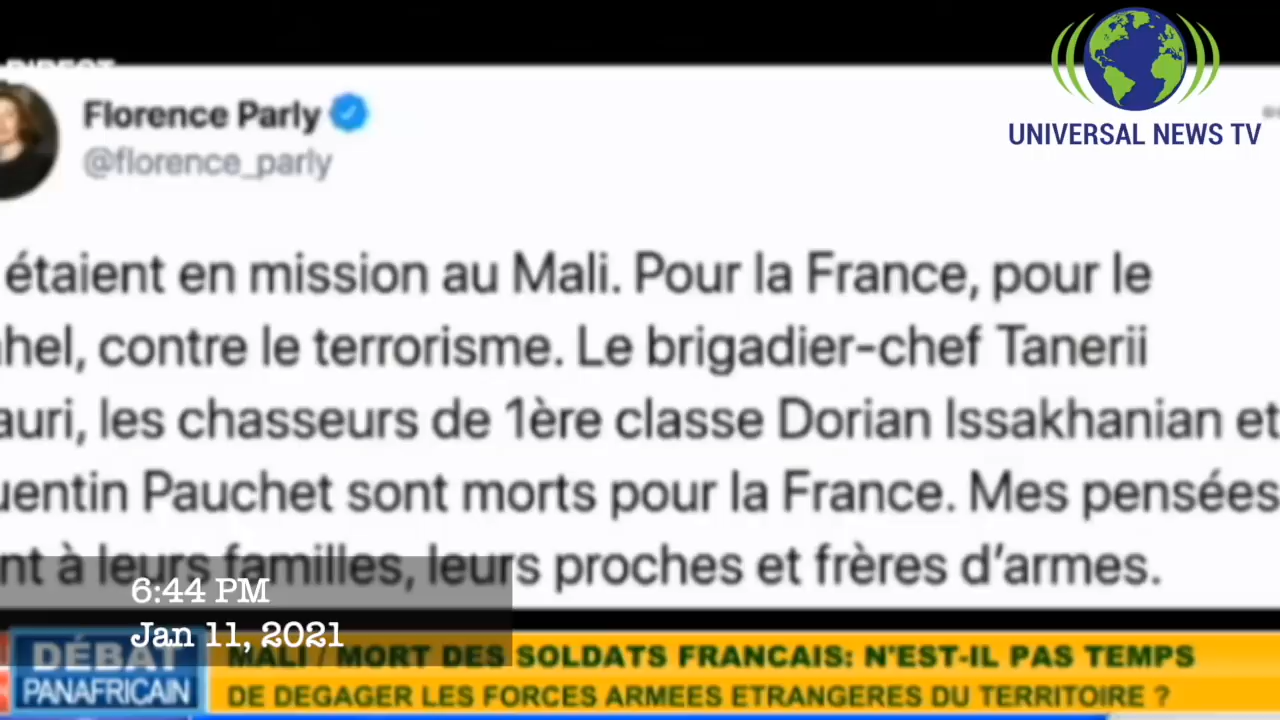 DIRECT
UNIVERSAL NEWS TV
Florence Parly
@florence_parly
étaient en mission au Mali. Pour la France, pour le
hel, contre le terrorisme. Le brigadier-chef Tanerii
auri, les chasseurs de 1ère classe Dorian Issakhanian et
uentin Pauchet sont morts pour la France. Mes pensées
nt à leurs familles, leurs proches et frères d’armes.
6:44 PM
Jan 11, 2021
DÉBAT
PANAFRICAIN
MALI / MORT DES SOLDATS FRANCAIS: N'EST-IL PAS TEMPS
DE DEGAGER LES FORCES ARMEES ETRANGERES DU TERRITOIRE ?